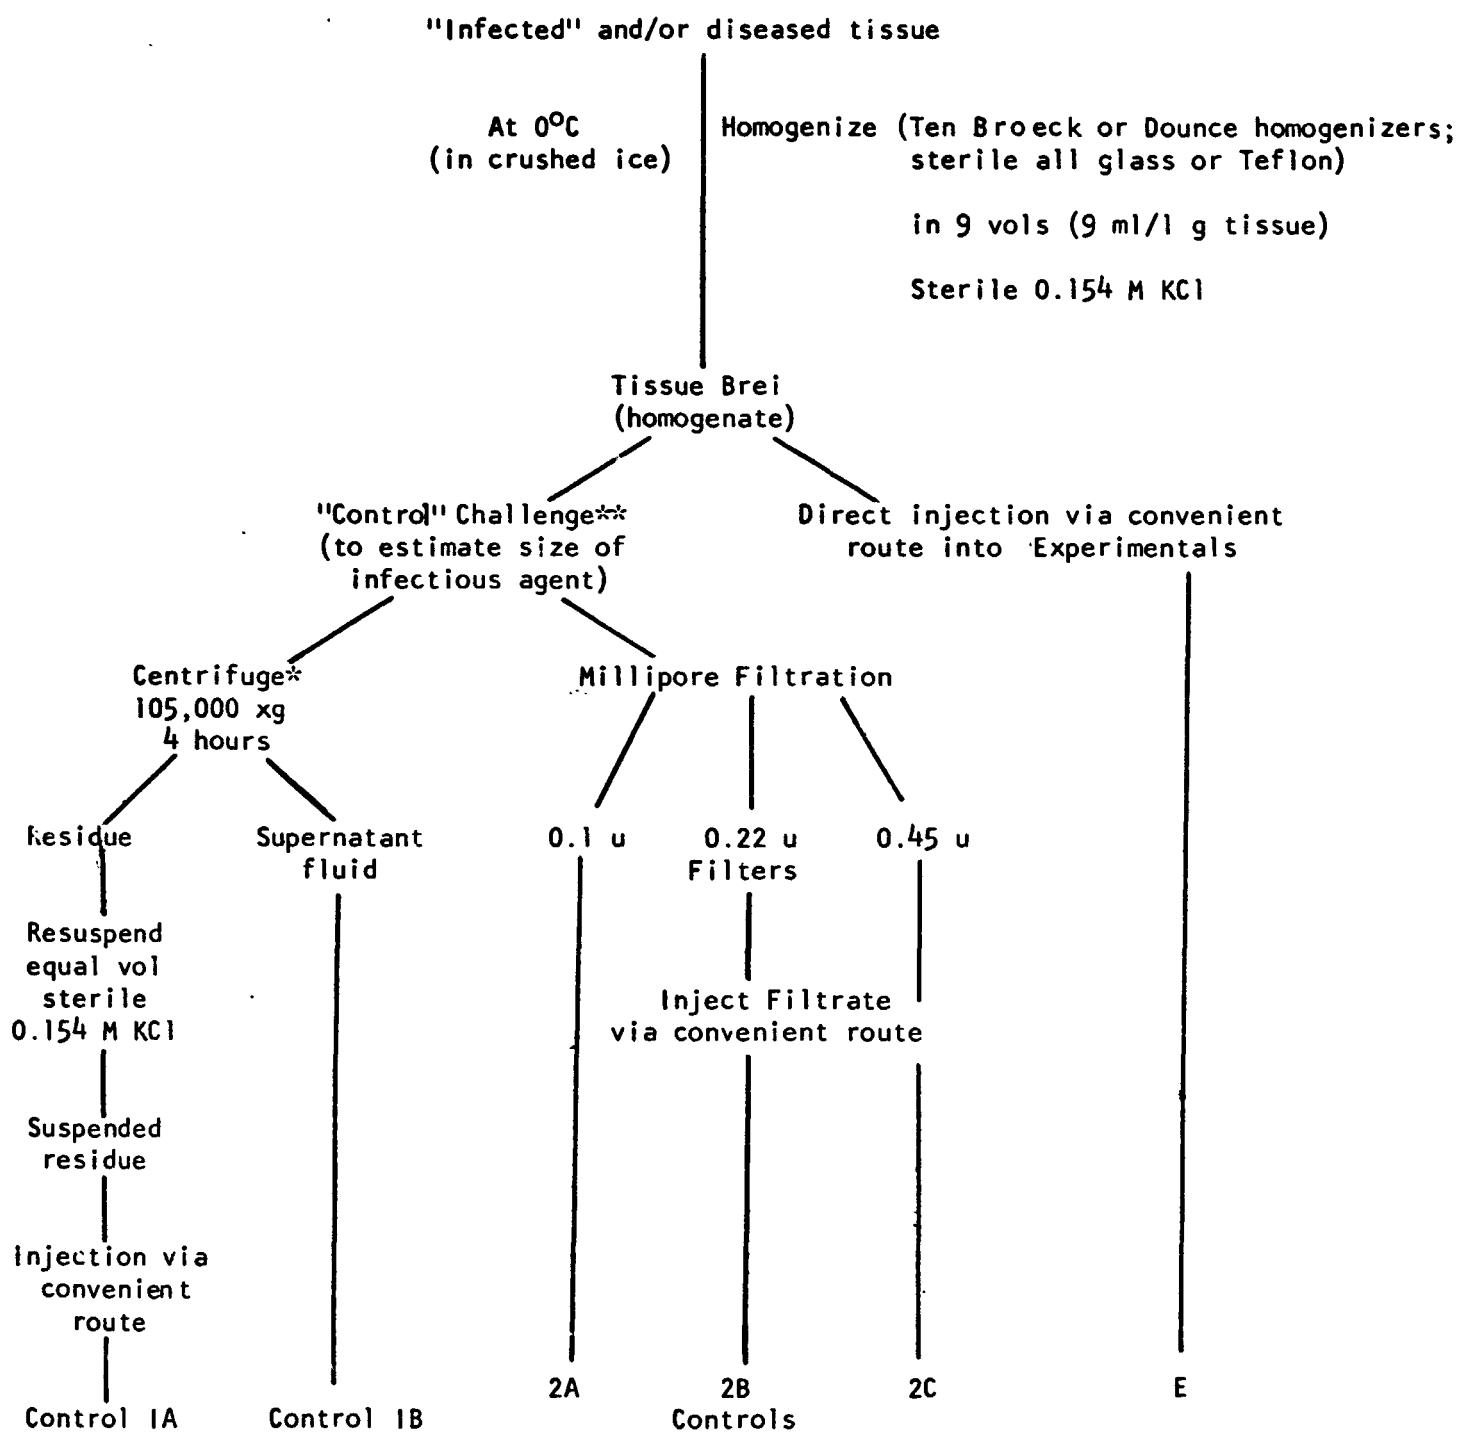 "Infected" and/or diseased tissue
At 0°C
(in crushed ice)
Homogenize (Ten Broeck or Dounce homogenizers;
sterile all glass or Teflon)
in 9 vols (9 ml/1 g tissue)
Sterile 0.154 M KCl
Tissue Brei
(homogenate)
"Control" Challenge**
(to estimate size of
infectious agent)
Direct injection via convenient
route into Experimentals
Centrifuge*
105,000 xg
4 hours
Millipore Filtration
Residue
Supernatant
fluid
0.1 u
0.22 u
Filters
0.45 u
Resuspend
equal vol
sterile
0.154 M KCl
Inject Filtrate
via convenient route
Suspended
residue
Injection via
convenient
route
Control IA
Control IB
2A
2B
Controls
2C
E